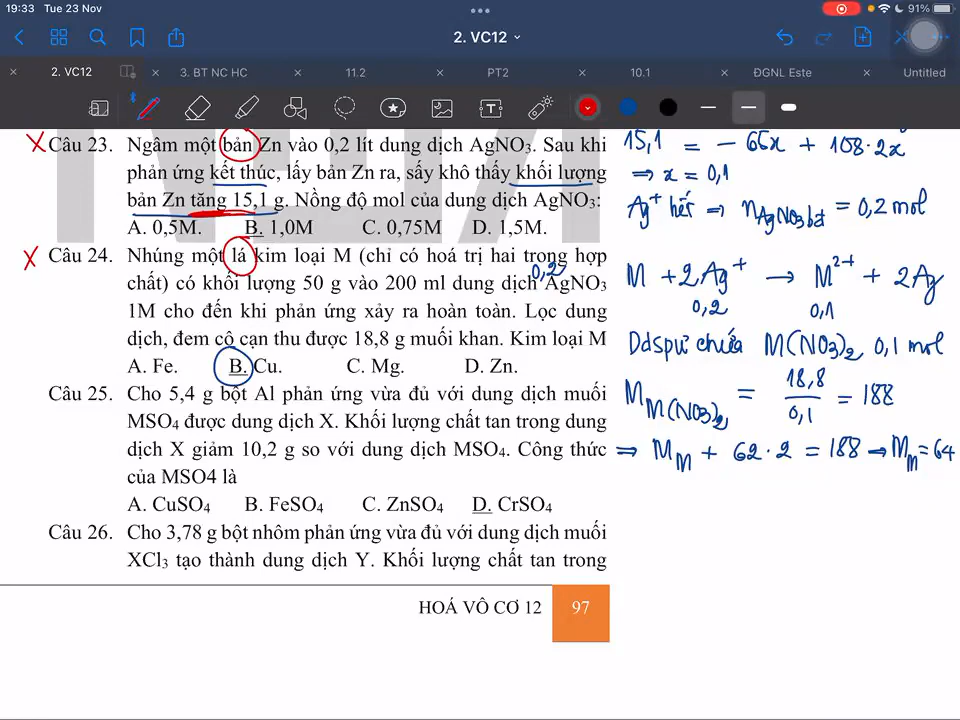 19:33 Tue 23 Nov
91%
2. VC12
2. VC12
3. BT NC HC
11.2
PT2
10.1
ĐGNL Este
Untitled
Câu 23. Ngâm một bản Zn vào 0,2 lít dung dịch AgNO₃. Sau khi
phản ứng kết thúc, lấy bản Zn ra, sấy khô thấy khối lượng
bản Zn tăng 15,1 g. Nồng độ mol của dung dịch AgNO₃:
A. 0,5M. B. 1,0M C. 0,75M D. 1,5M.
Câu 24. Nhúng một lá kim loại M (chỉ có hoá trị hai trong hợp
0,2
chất) có khối lượng 50 g vào 200 ml dung dịch AgNO₃
1M cho đến khi phản ứng xảy ra hoàn toàn. Lọc dung
dịch, đem cô cạn thu được 18,8 g muối khan. Kim loại M
A. Fe. B. Cu. C. Mg. D. Zn.
Câu 25. Cho 5,4 g bột Al phản ứng vừa đủ với dung dịch muối
MSO₄ được dung dịch X. Khối lượng chất tan trong dung
dịch X giảm 10,2 g so với dung dịch MSO₄. Công thức
của MSO4 là
A. CuSO₄ B. FeSO₄ C. ZnSO₄ D. CrSO₄
Câu 26. Cho 3,78 g bột nhôm phản ứng vừa đủ với dung dịch muối
XCl₃ tạo thành dung dịch Y. Khối lượng chất tan trong
HOÁ VÔ CƠ 12 97
15,1 = - 65x + 108·2x
⇒ x = 0,1
Ag⁺ hết ⇒ n AgNO₃ bđ = 0,2 mol
M + 2Ag⁺ → M²⁺ + 2Ag
0,2 0,1
Dd spư chứa M(NO₃)₂ 0,1 mol
M M(NO₃)₂ = 18,8 / 0,1 = 188
⇒ M_M + 62·2 = 188 → M_M = 64